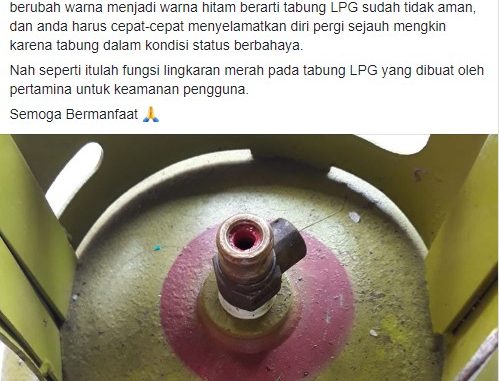 berubah warna menjadi warna hitam berarti tabung LPG sudah tidak aman,
dan anda harus cepat-cepat menyelamatkan diri pergi sejauh mengkin
karena tabung dalam kondisi status berbahaya.
Nah seperti itulah fungsi lingkaran merah pada tabung LPG yang dibuat oleh
pertamina untuk keamanan pengguna.
Semoga Bermanfaat 🙏